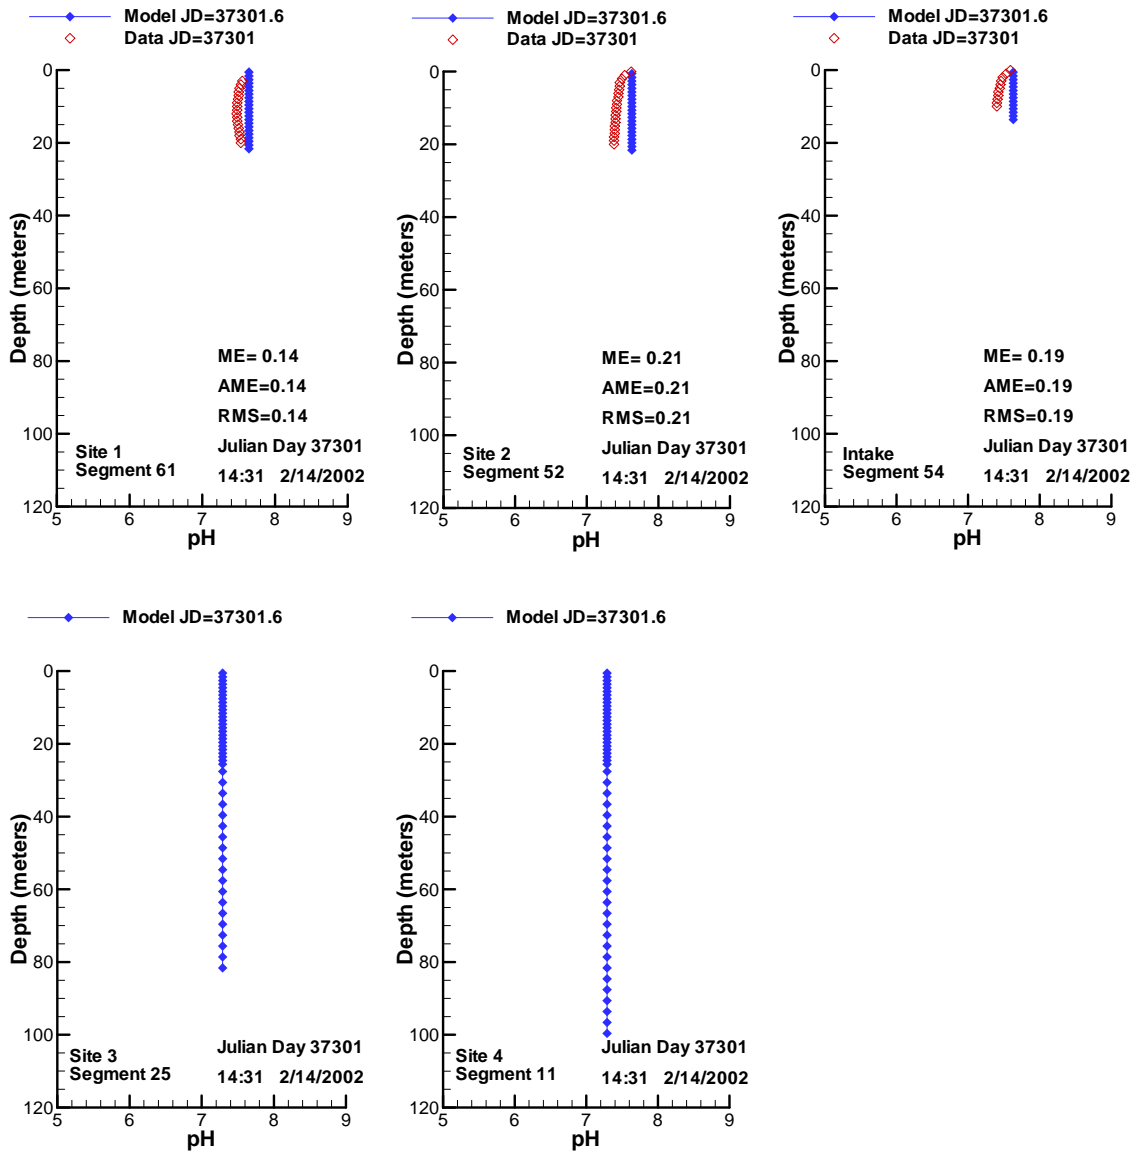 Model JD=37301.6
Data JD=37301
0
20
40
60
80
100
120
Depth (meters)
ME= 0.14
AME=0.14
RMS=0.14
Site 1
Segment 61
Julian Day 37301
14:31 2/14/2002
5 6 7 8 9
pH
Model JD=37301.6
Data JD=37301
0
20
40
60
80
100
120
Depth (meters)
ME= 0.21
AME=0.21
RMS=0.21
Site 2
Segment 52
Julian Day 37301
14:31 2/14/2002
5 6 7 8 9
pH
Model JD=37301.6
Data JD=37301
0
20
40
60
80
100
120
Depth (meters)
ME= 0.19
AME=0.19
RMS=0.19
Intake
Segment 54
Julian Day 37301
14:31 2/14/2002
5 6 7 8 9
pH
Model JD=37301.6
0
20
40
60
80
100
120
Depth (meters)
Site 3
Segment 25
Julian Day 37301
14:31 2/14/2002
5 6 7 8 9
pH
Model JD=37301.6
0
20
40
60
80
100
120
Depth (meters)
Site 4
Segment 11
Julian Day 37301
14:31 2/14/2002
5 6 7 8 9
pH